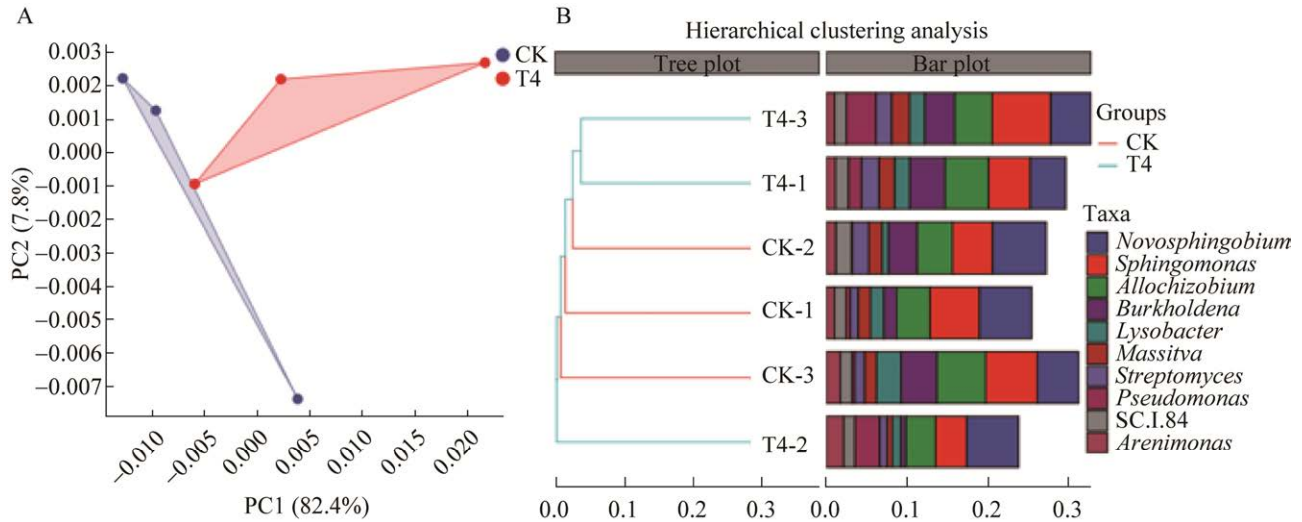 A
0.003
0.002
0.001
0.000
−0.001
−0.002
−0.003
−0.004
−0.005
−0.006
−0.007
PC2 (7.8%)
−0.010
−0.005
0.000
0.005
0.010
0.015
0.020
PC1 (82.4%)
CK
T4
B
Hierarchical clustering analysis
Tree plot
Bar plot
T4-3
T4-1
CK-2
CK-1
CK-3
T4-2
0.0
0.1
0.2
0.3
0.0
0.1
0.2
0.3
Groups
CK
T4
Taxa
Novosphingobium
Sphingomonas
Allochizobium
Burkholdena
Lysobacter
Massitva
Streptomyces
Pseudomonas
SC.I.84
Arenimonas